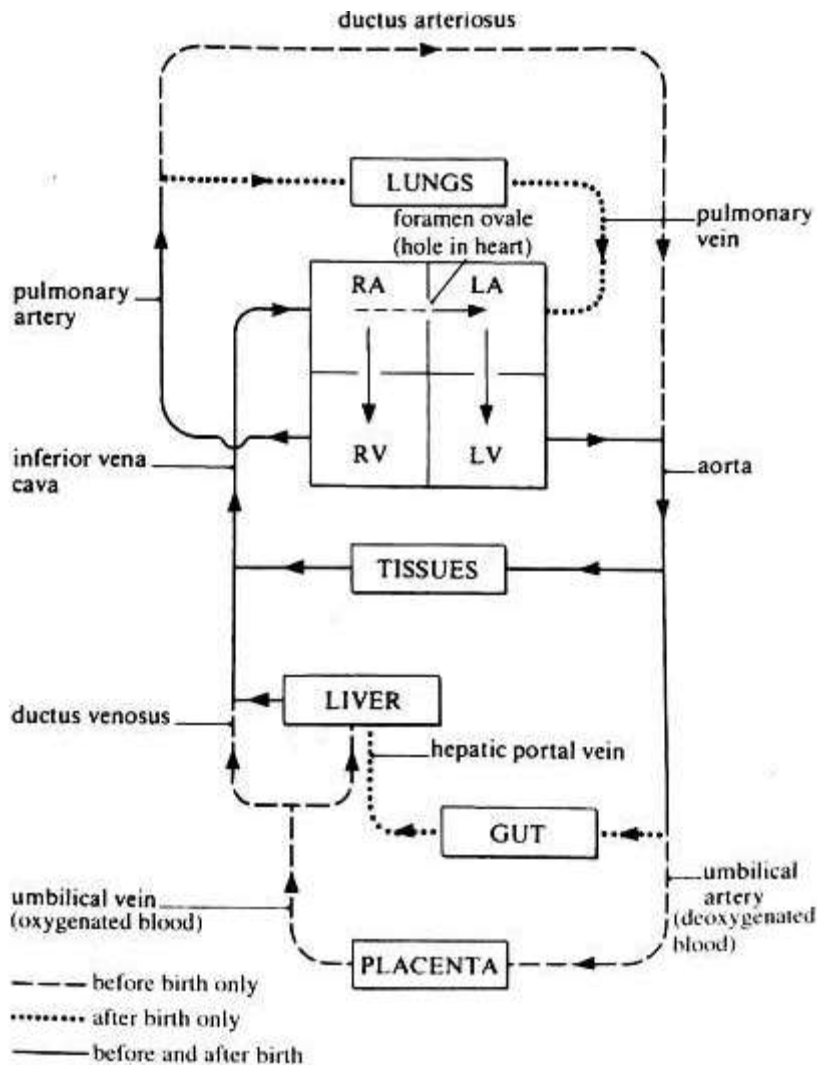 ductus arteriosus
LUNGS
foramen ovale
(hole in heart)
pulmonary
vein
RA
LA
pulmonary
artery
RV
LV
inferior vena
cava
aorta
TISSUES
LIVER
ductus venosus
hepatic portal vein
GUT
umbilical vein
(oxygenated blood)
umbilical
artery
(deoxygenated
blood)
PLACENTA
before birth only
after birth only
before and after birth